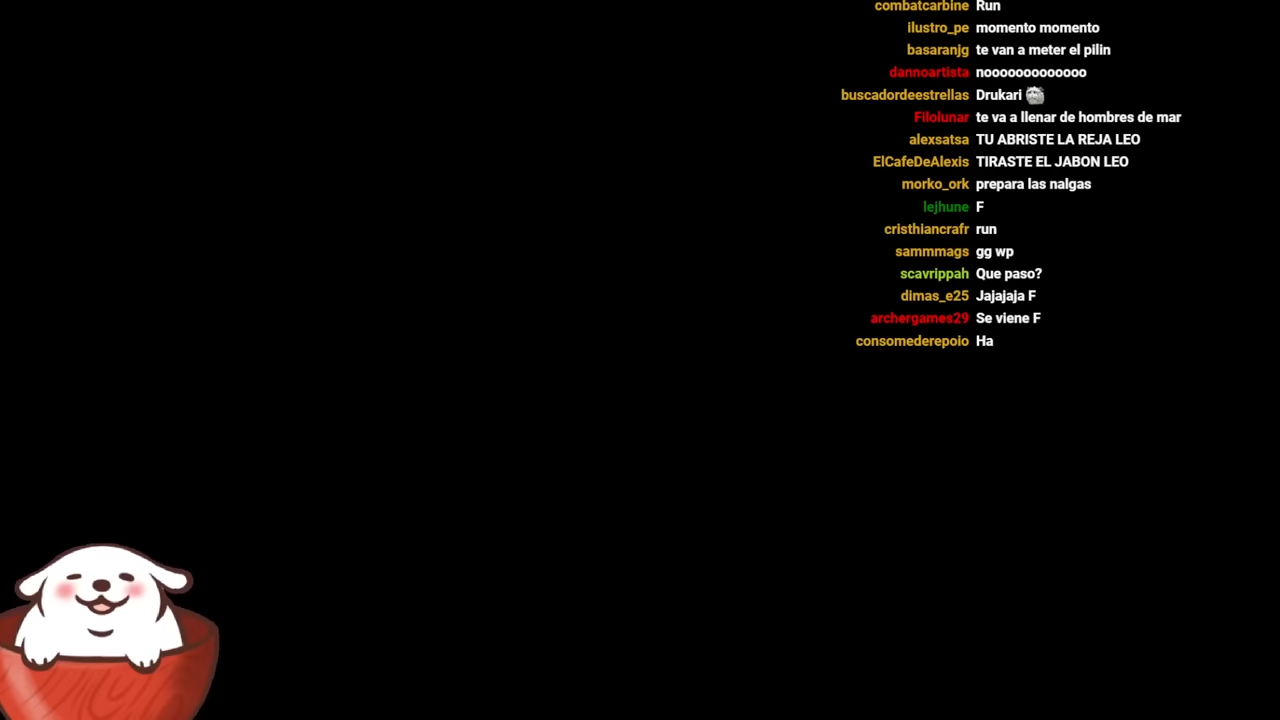 combatcarbine Run
ilustro_pe momento momento
basaranjg te van a meter el pilin
dannoartista nooooooooooooo
buscadordeestrellas Drukari
Filolunar te va a llenar de hombres de mar
alexsatsa TU ABRISTE LA REJA LEO
ElCafeDeAlexis TIRASTE EL JABON LEO
morko_ork prepara las nalgas
lejhune F
cristhiancrafr run
sammmags gg wp
scavrippah Que paso?
dimas_e25 Jajajaja F
archergames29 Se viene F
consomederepoio Ha